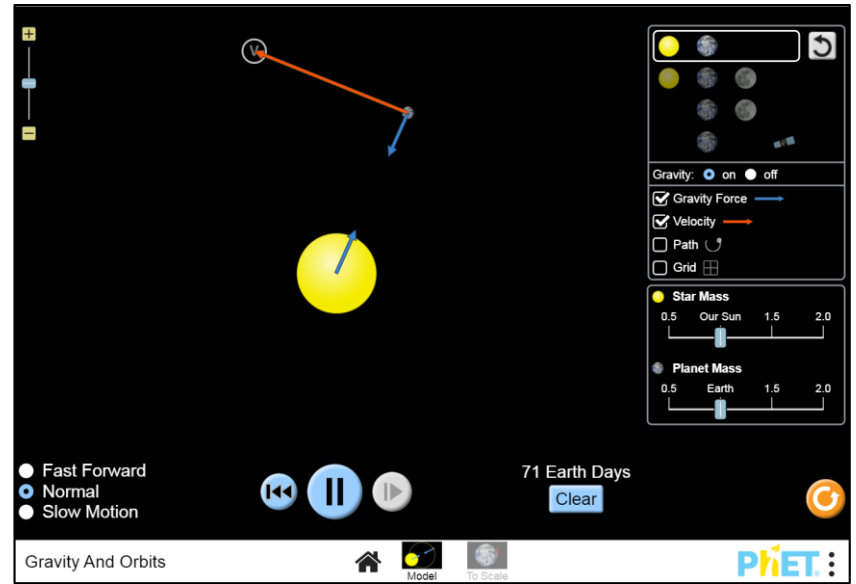 V
Gravity: on off
Gravity Force
Velocity
Path
Grid
Star Mass
0.5 Our Sun 1.5 2.0
Planet Mass
0.5 Earth 1.5 2.0
Fast Forward
Normal
Slow Motion
71 Earth Days
Clear
Gravity And Orbits
Model
To Scale
PhET